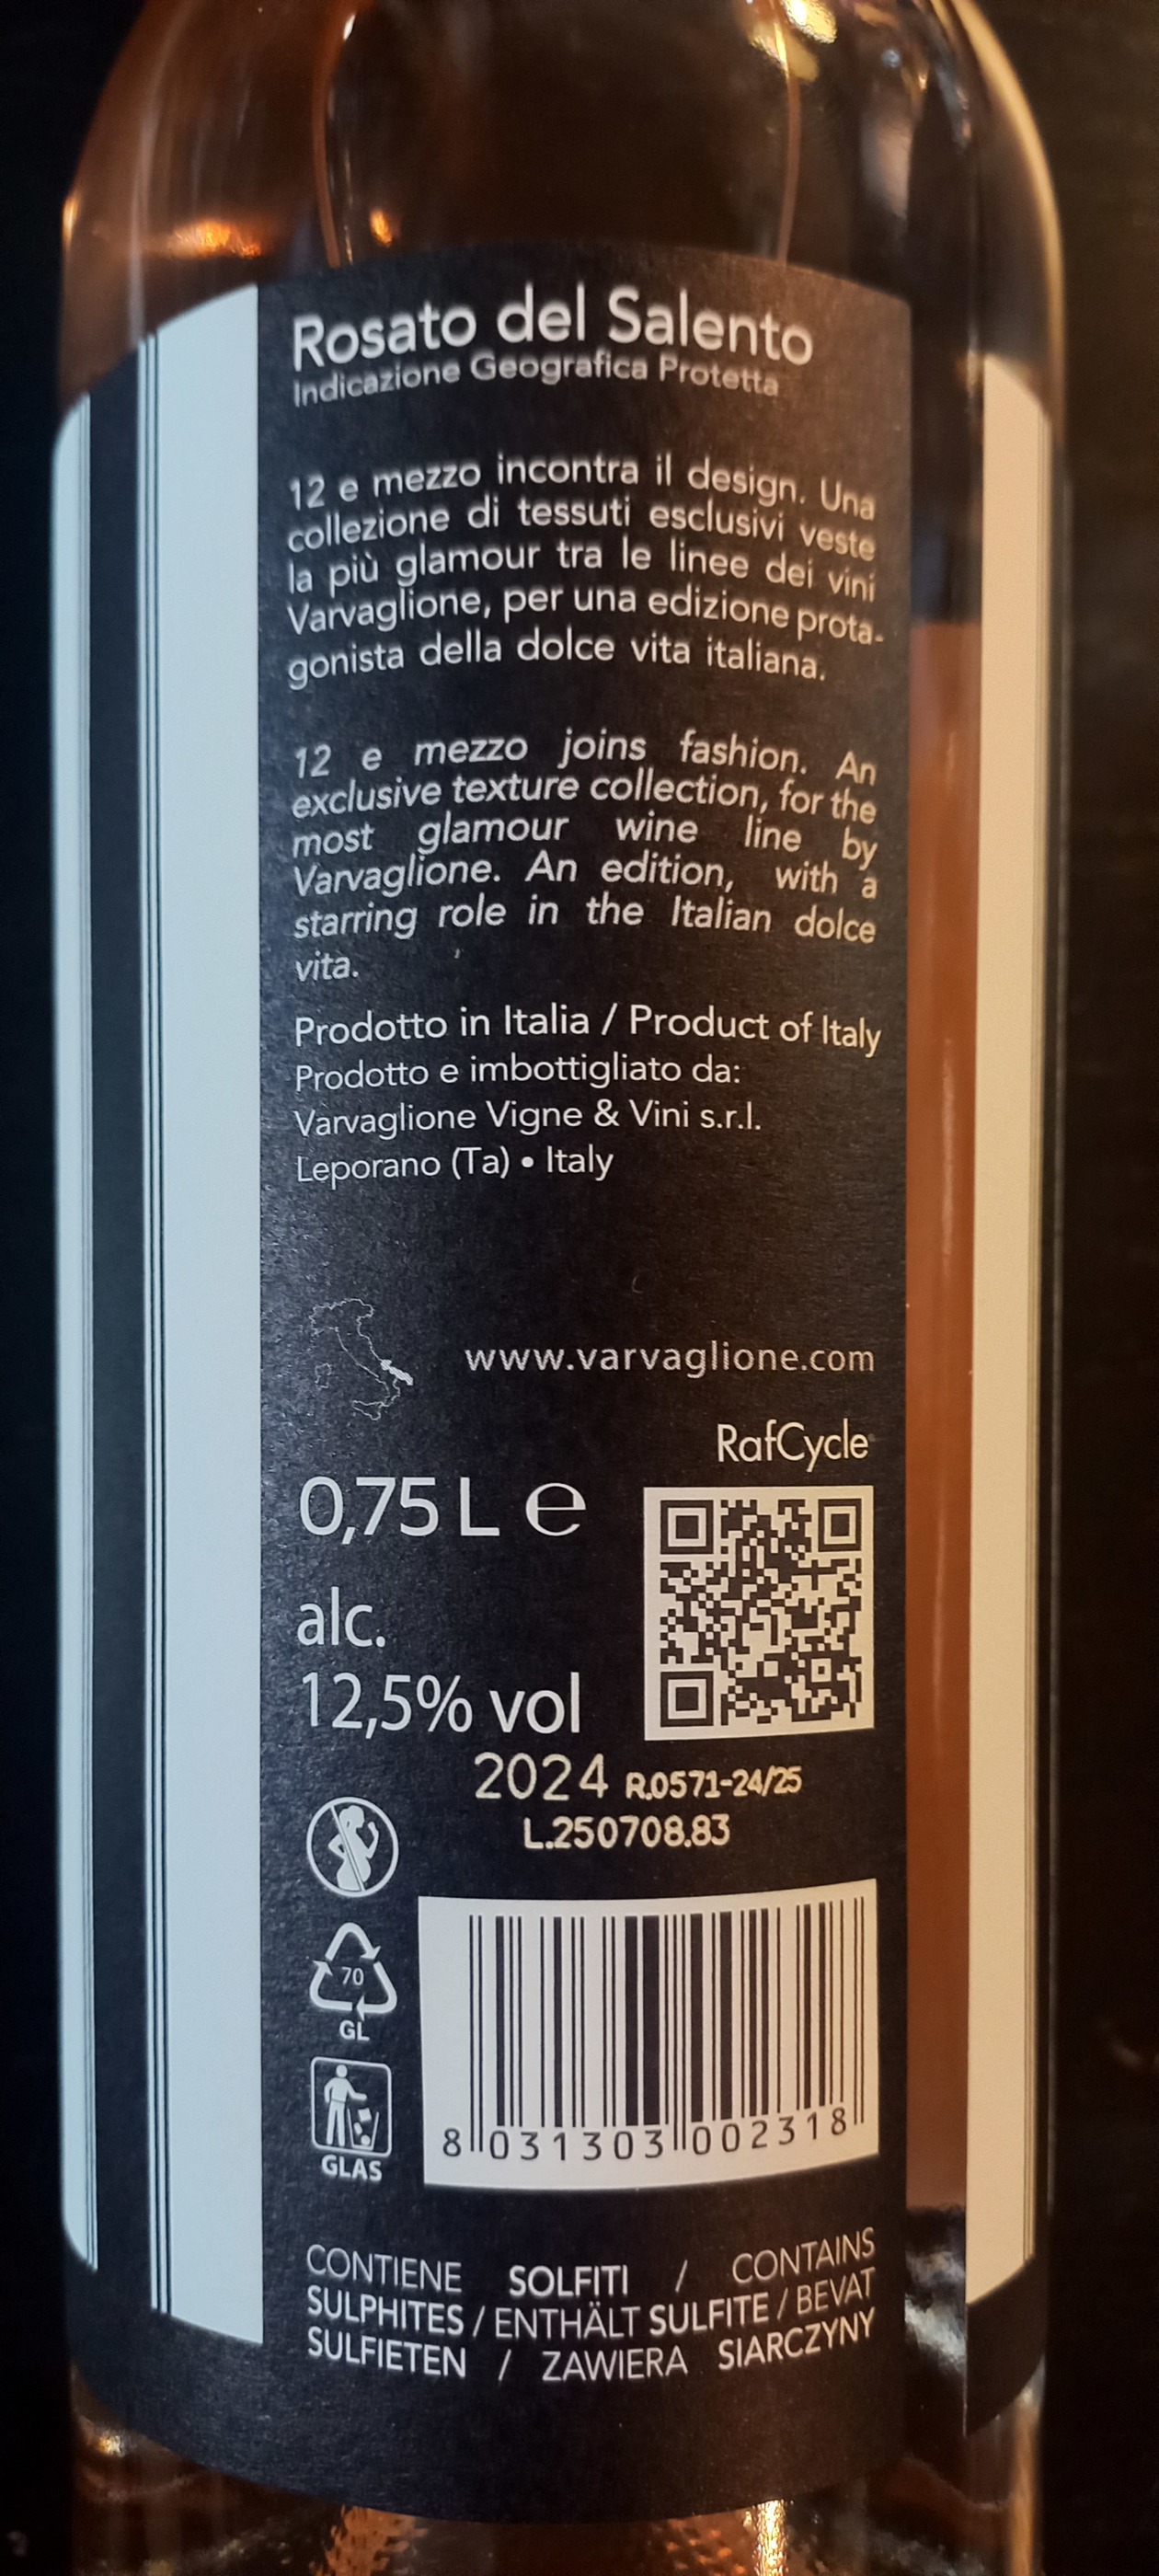 Rosato del Salento
Indicazione Geografica Protetta
12 e mezzo incontra il design. Una
collezione di tessuti esclusivi veste
la più glamour tra le linee dei vini
Varvaglione, per una edizione prota-
gonista della dolce vita italiana.
12 e mezzo joins fashion. An
exclusive texture collection, for the
most glamour wine line by
Varvaglione. An edition, with a
starring role in the Italian dolce
vita.
Prodotto in Italia / Product of Italy
Prodotto e imbottigliato da:
Varvaglione Vigne & Vini s.r.l.
Leporano (Ta) • Italy
www.varvaglione.com
RafCycle
0,75 L ℮
alc.
12,5% vol
2024 R.0571-24/25
L.250708.83
70
GL
GLAS
8 031303 002318
CONTIENE SOLFITI / CONTAINS
SULPHITES / ENTHÄLT SULFITE / BEVAT
SULFIETEN / ZAWIERA SIARCZYNY